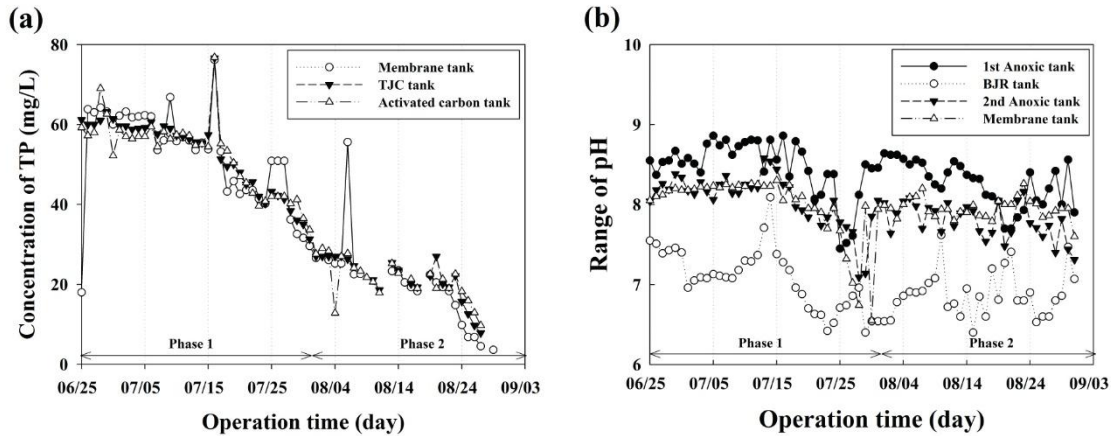 (a)
80
60
40
20
0
Concentration of TP (mg/L)
Membrane tank
TJC tank
Activated carbon tank
Phase 1
Phase 2
06/25 07/05 07/15 07/25 08/04 08/14 08/24 09/03
Operation time (day)
(b)
10
9
8
7
6
Range of pH
1st Anoxic tank
BJR tank
2nd Anoxic tank
Membrane tank
Phase 1
Phase 2
06/25 07/05 07/15 07/25 08/04 08/14 08/24 09/03
Operation time (day)